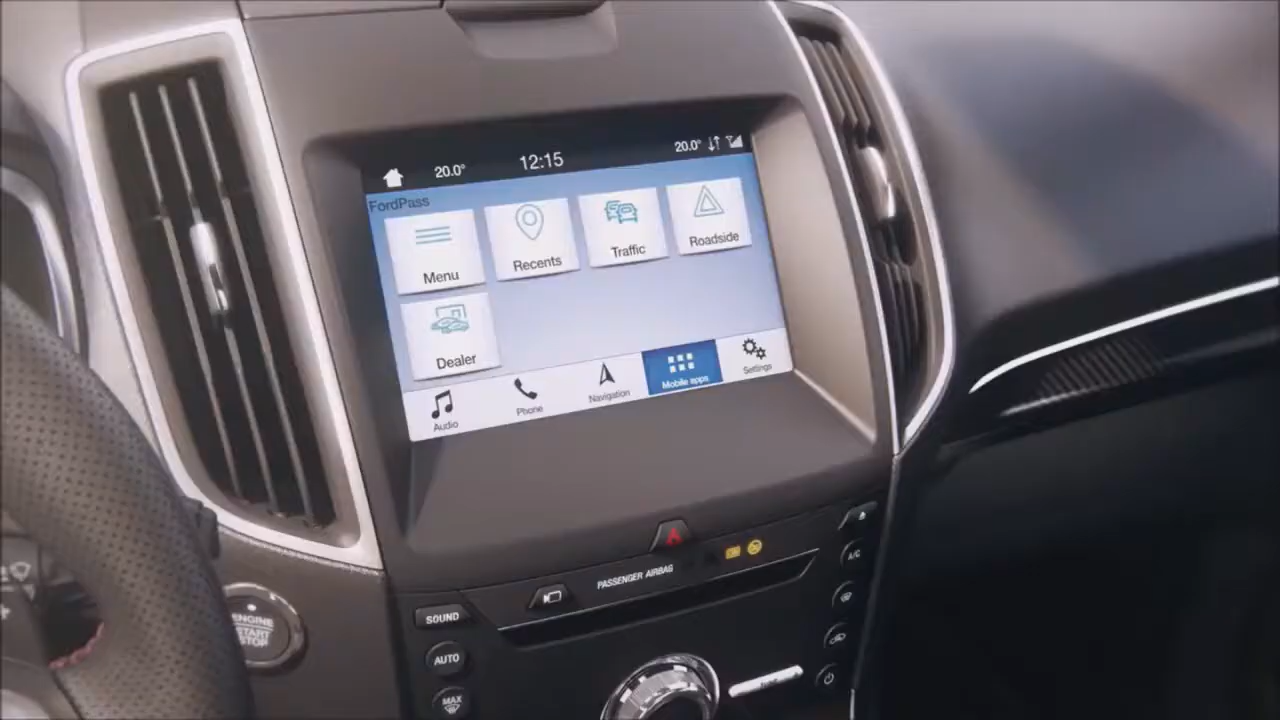 20.0° 12:15 20.0°
FordPass
Menu Recents Traffic Roadside
Dealer
Audio Phone Navigation Mobile apps Settings
PASSENGER AIRBAG
A/C
SOUND
ENGINE
START
STOP
AUTO
MAX